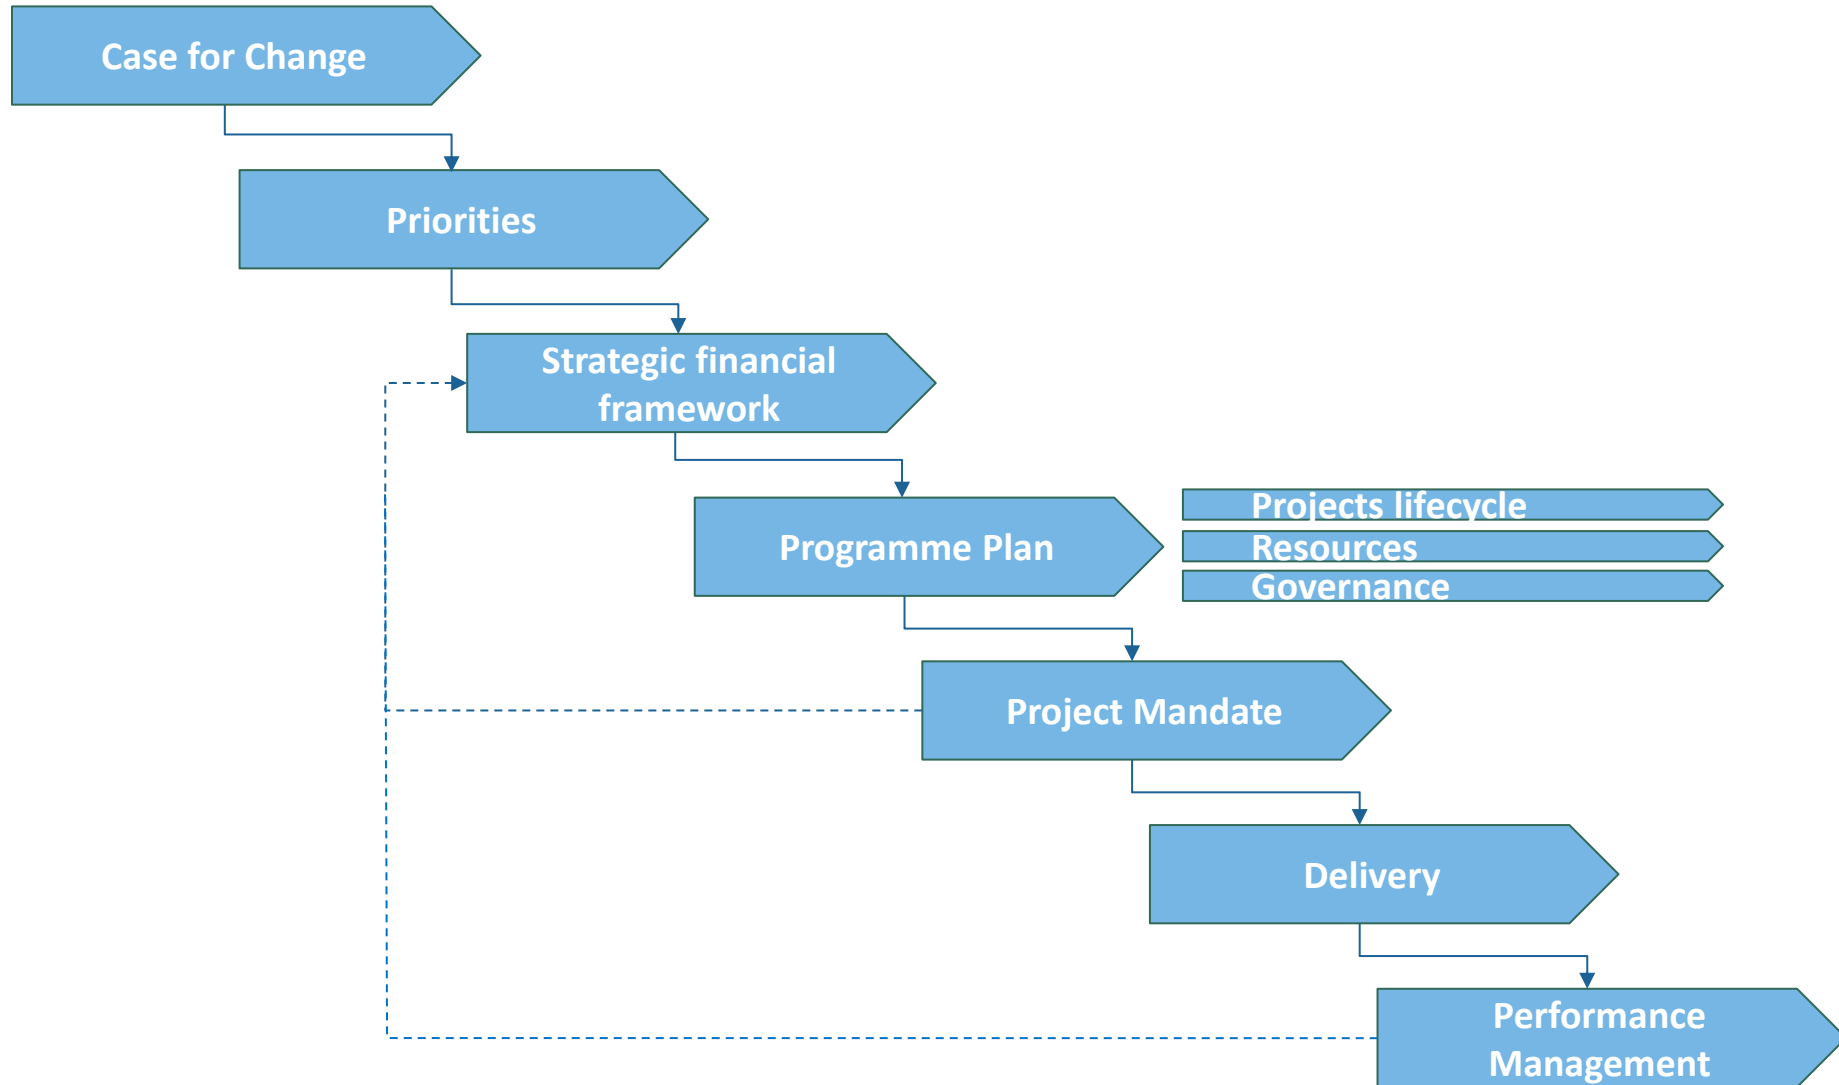 Case for Change
Priorities
Strategic financial
framework
Programme Plan
Projects lifecycle
Resources
Governance
Project Mandate
Delivery
Performance
Management